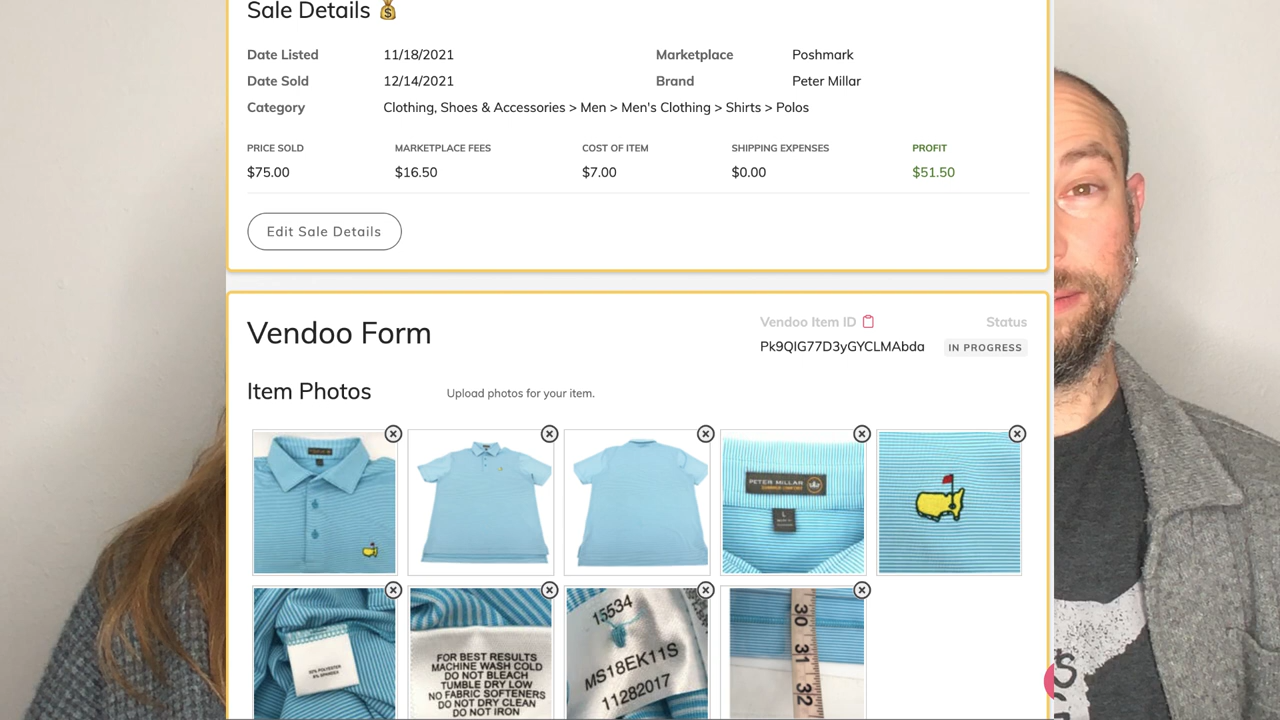 Sale Details
Date Listed 11/18/2021 Marketplace Poshmark
Date Sold 12/14/2021 Brand Peter Millar
Category Clothing, Shoes & Accessories > Men > Men's Clothing > Shirts > Polos
PRICE SOLD MARKETPLACE FEES COST OF ITEM SHIPPING EXPENSES PROFIT
$75.00 $16.50 $7.00 $0.00 $51.50
Edit Sale Details
Vendoo Form
Vendoo Item ID Status
Pk9QIG77D3yGYCLMAbda IN PROGRESS
Item Photos Upload photos for your item.
PETER MILLAR
L
FOR BEST RESULTS
MACHINE WASH COLD
DO NOT BLEACH
TUMBLE DRY LOW
NO FABRIC SOFTENERS
DO NOT DRY CLEAN
DO NOT IRON
15534
MS18EK11S
11282017
30
31
32